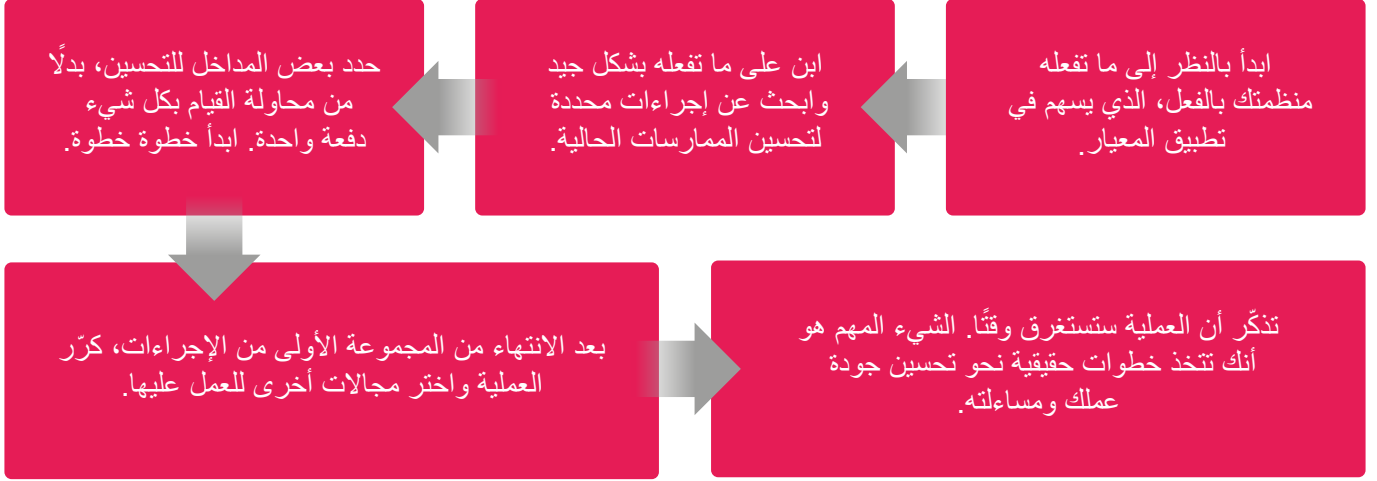 ابدأ بالنظر إلى ما تفعله
منظمتك بالفعل، الذي يسهم في
تطبيق المعيار.
ابن على ما تفعله بشكل جيد
وابحث عن إجراءات محددة
لتحسين الممارسات الحالية.
حدد بعض المداخل للتحسين، بدلًا
من محاولة القيام بكل شيء
دفعة واحدة. ابدأ خطوة خطوة.
بعد الانتهاء من المجموعة الأولى من الإجراءات، كرّر
العملية واختر مجالات أخرى للعمل عليها.
تذكّر أن العملية ستستغرق وقتًا. الشيء المهم هو
أنك تتخذ خطوات حقيقية نحو تحسين جودة
عملك ومساءلته.